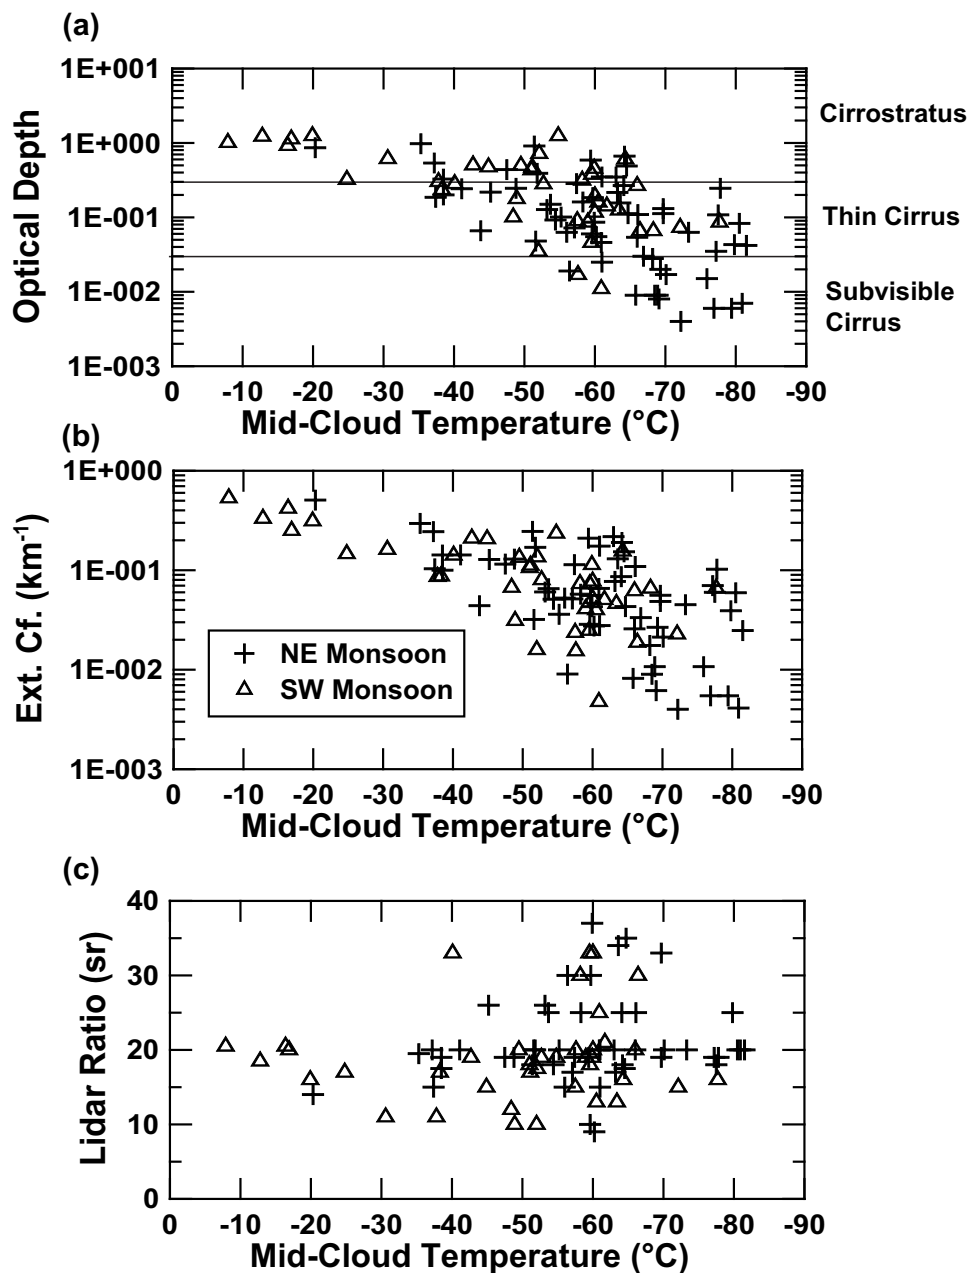 (a)
Optical Depth
1E+001
1E+000
1E-001
1E-002
1E-003
Cirrostratus
Thin Cirrus
Subvisible
Cirrus
0 -10 -20 -30 -40 -50 -60 -70 -80 -90
Mid-Cloud Temperature (°C)
(b)
Ext. Cf. (km-1)
1E+000
1E-001
1E-002
1E-003
NE Monsoon
SW Monsoon
0 -10 -20 -30 -40 -50 -60 -70 -80 -90
Mid-Cloud Temperature (°C)
(c)
Lidar Ratio (sr)
40
30
20
10
0
0 -10 -20 -30 -40 -50 -60 -70 -80 -90
Mid-Cloud Temperature (°C)